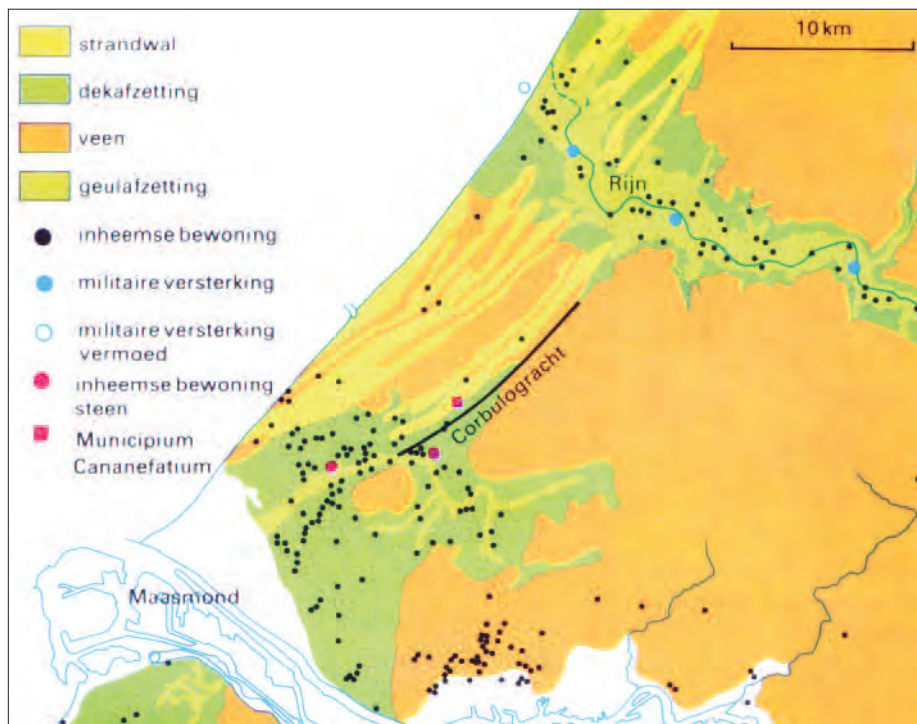 strandwal
dekafzetting
veen
geulafzetting
inheemse bewoning
militaire versterking
militaire versterking
vermoed
inheemse bewoning
steen
Municipium
Cananefatium
10 km
Rijn
Corbulogracht
Maasmond